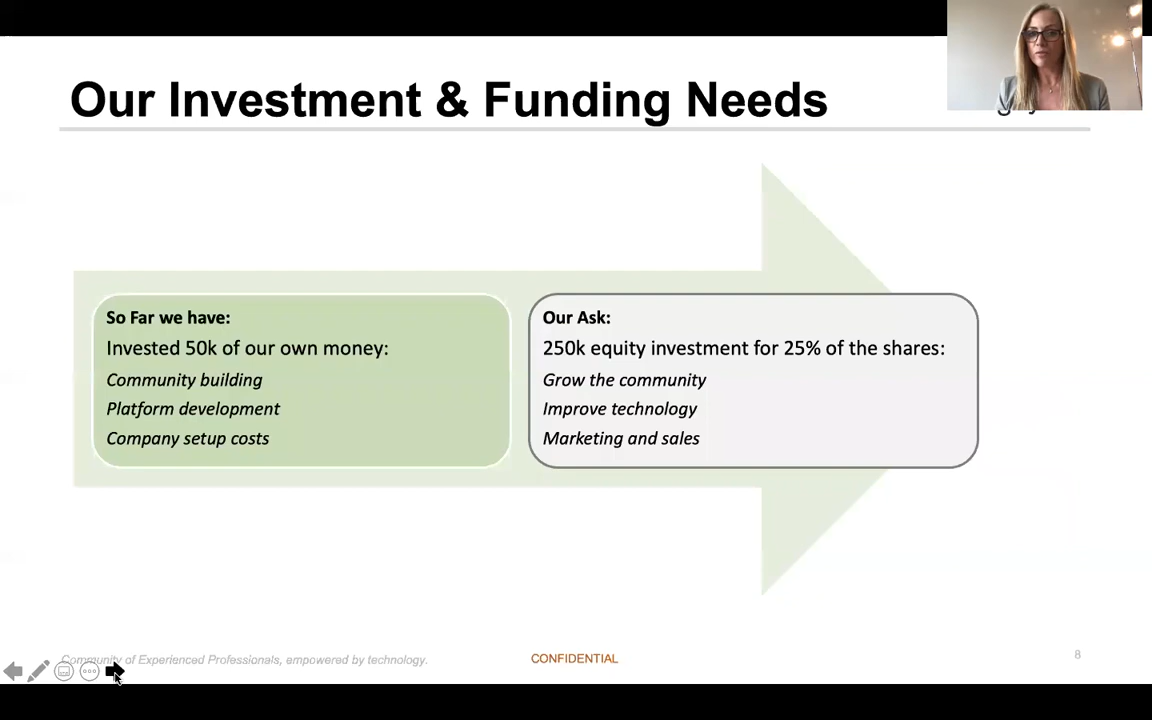 Our Investment & Funding Needs
So Far we have:
Invested 50k of our own money:
Community building
Platform development
Company setup costs
Our Ask:
250k equity investment for 25% of the shares:
Grow the community
Improve technology
Marketing and sales
Community of Experienced Professionals, empowered by technology.
CONFIDENTIAL
8